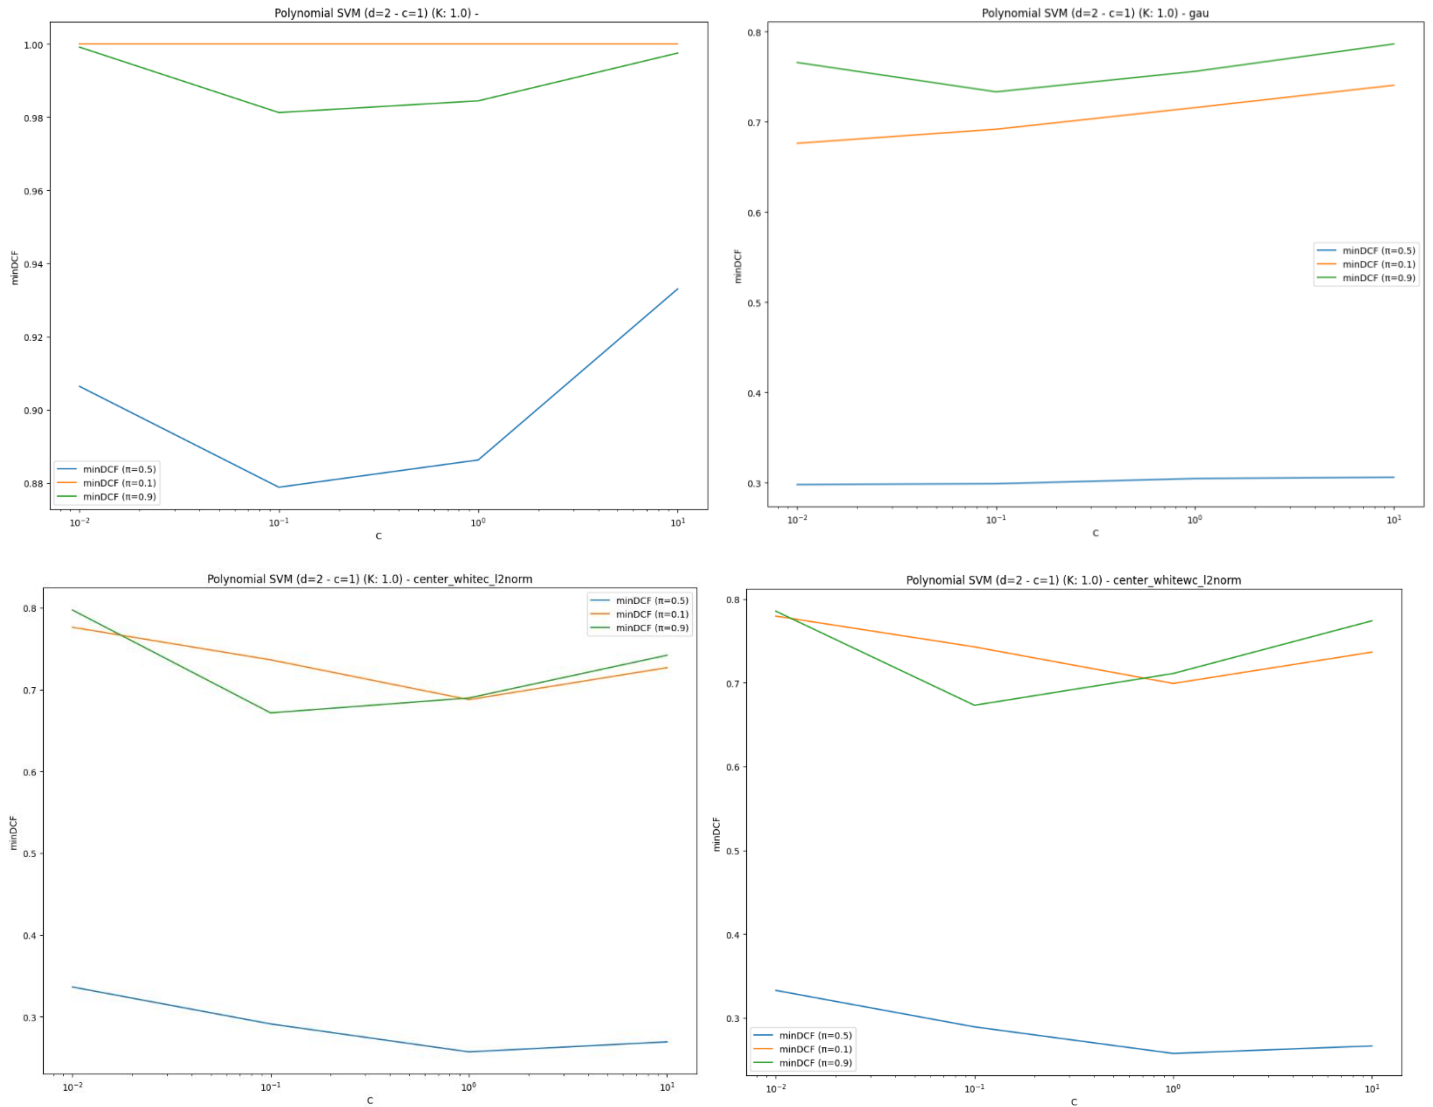 Polynomial SVM (d=2 - c=1) (K: 1.0) -
1.00
0.98
0.96
0.94
0.92
0.90
0.88
minDCF
minDCF (π=0.5)
minDCF (π=0.1)
minDCF (π=0.9)
10⁻²
10⁻¹
10⁰
10¹
C
Polynomial SVM (d=2 - c=1) (K: 1.0) - gau
0.8
0.7
0.6
0.5
0.4
0.3
minDCF
minDCF (π=0.5)
minDCF (π=0.1)
minDCF (π=0.9)
10⁻²
10⁻¹
10⁰
10¹
C
Polynomial SVM (d=2 - c=1) (K: 1.0) - center_whitec_l2norm
0.8
0.7
0.6
0.5
0.4
0.3
minDCF
minDCF (π=0.5)
minDCF (π=0.1)
minDCF (π=0.9)
10⁻²
10⁻¹
10⁰
10¹
C
Polynomial SVM (d=2 - c=1) (K: 1.0) - center_whitewc_l2norm
0.8
0.7
0.6
0.5
0.4
0.3
minDCF
minDCF (π=0.5)
minDCF (π=0.1)
minDCF (π=0.9)
10⁻²
10⁻¹
10⁰
10¹
C